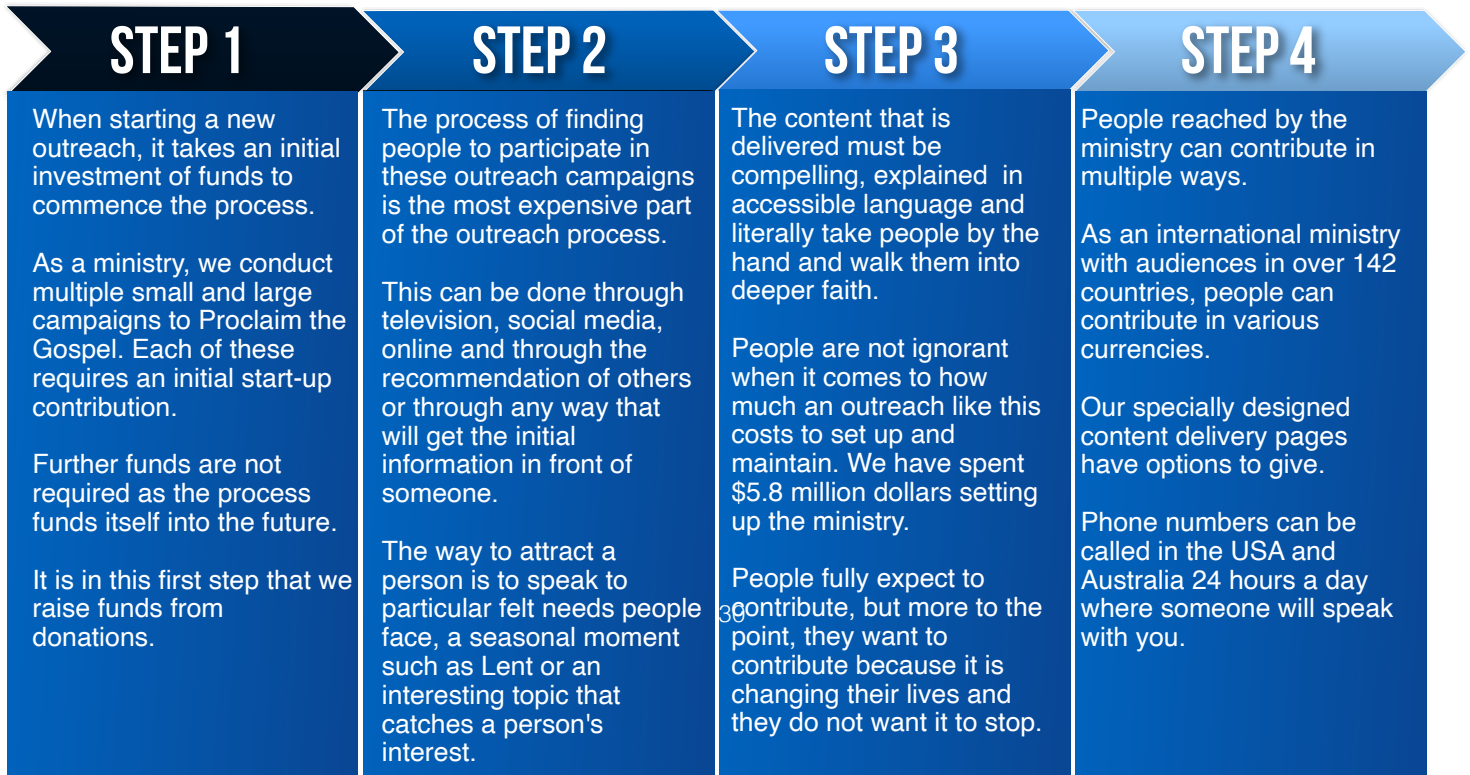 STEP 1
When starting a new
outreach, it takes an initial
investment of funds to
commence the process.
As a ministry, we conduct
multiple small and large
campaigns to Proclaim the
Gospel. Each of these
requires an initial start-up
contribution.
Further funds are not
required as the process
funds itself into the future.
It is in this first step that we
raise funds from
donations.
STEP 2
The process of finding
people to participate in
these outreach campaigns
is the most expensive part
of the outreach process.
This can be done through
television, social media,
online and through the
recommendation of others
or through any way that
will get the initial
information in front of
someone.
The way to attract a
person is to speak to
particular felt needs people
face, a seasonal moment
such as Lent or an
interesting topic that
catches a person's
interest.
STEP 3
The content that is
delivered must be
compelling, explained  in
accessible language and
literally take people by the
hand and walk them into
deeper faith.
People are not ignorant
when it comes to how
much an outreach like this
costs to set up and
maintain. We have spent
$5.8 million dollars setting
up the ministry.
People fully expect to
contribute, but more to the
point, they want to
contribute because it is
changing their lives and
they do not want it to stop.
STEP 4
People reached by the
ministry can contribute in
multiple ways.
As an international ministry
with audiences in over 142
countries, people can
contribute in various
currencies.
Our specially designed
content delivery pages
have options to give.
Phone numbers can be
called in the USA and
Australia 24 hours a day
where someone will speak
with you.